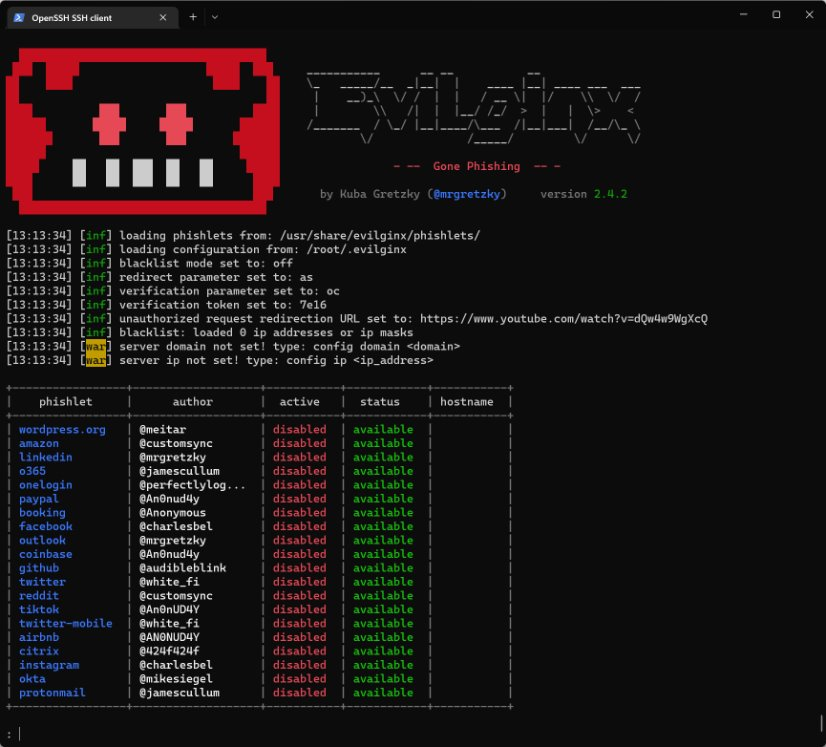 OpenSSH SSH client
Evilginx
- -- Gone Phishing -- -
by Kuba Gretzky (@mrgretzky) version 2.4.2
[13:13:34] [inf] loading phishlets from: /usr/share/evilginx/phishlets/
[13:13:34] [inf] loading configuration from: /root/.evilginx
[13:13:34] [inf] blacklist mode set to: off
[13:13:34] [inf] redirect parameter set to: as
[13:13:34] [inf] verification parameter set to: oc
[13:13:34] [inf] verification token set to: 7e16
[13:13:34] [inf] unauthorized request redirection URL set to: https://www.youtube.com/watch?v=dQw4w9WgXcQ
[13:13:34] [inf] blacklist: loaded 0 ip addresses or ip masks
[13:13:34] [war] server domain not set! type: config domain <domain>
[13:13:34] [war] server ip not set! type: config ip <ip_address>
| phishlet | author | active | status | hostname |
| wordpress.org | @meitar | disabled | available | |
| amazon | @customsync | disabled | available | |
| linkedin | @mrgretzky | disabled | available | |
| o365 | @jamescullum | disabled | available | |
| onelogin | @perfectlylog... | disabled | available | |
| paypal | @An0nud4y | disabled | available | |
| booking | @Anonymous | disabled | available | |
| facebook | @charlesbel | disabled | available | |
| outlook | @mrgretzky | disabled | available | |
| coinbase | @An0nud4y | disabled | available | |
| github | @audibleblink | disabled | available | |
| twitter | @white_fi | disabled | available | |
| reddit | @customsync | disabled | available | |
| tiktok | @An0nUD4Y | disabled | available | |
| twitter-mobile | @white_fi | disabled | available | |
| airbnb | @AN0NUD4Y | disabled | available | |
| citrix | @424f424f | disabled | available | |
| instagram | @charlesbel | disabled | available | |
| okta | @mikesiegel | disabled | available | |
| protonmail | @jamescullum | disabled | available | |
: